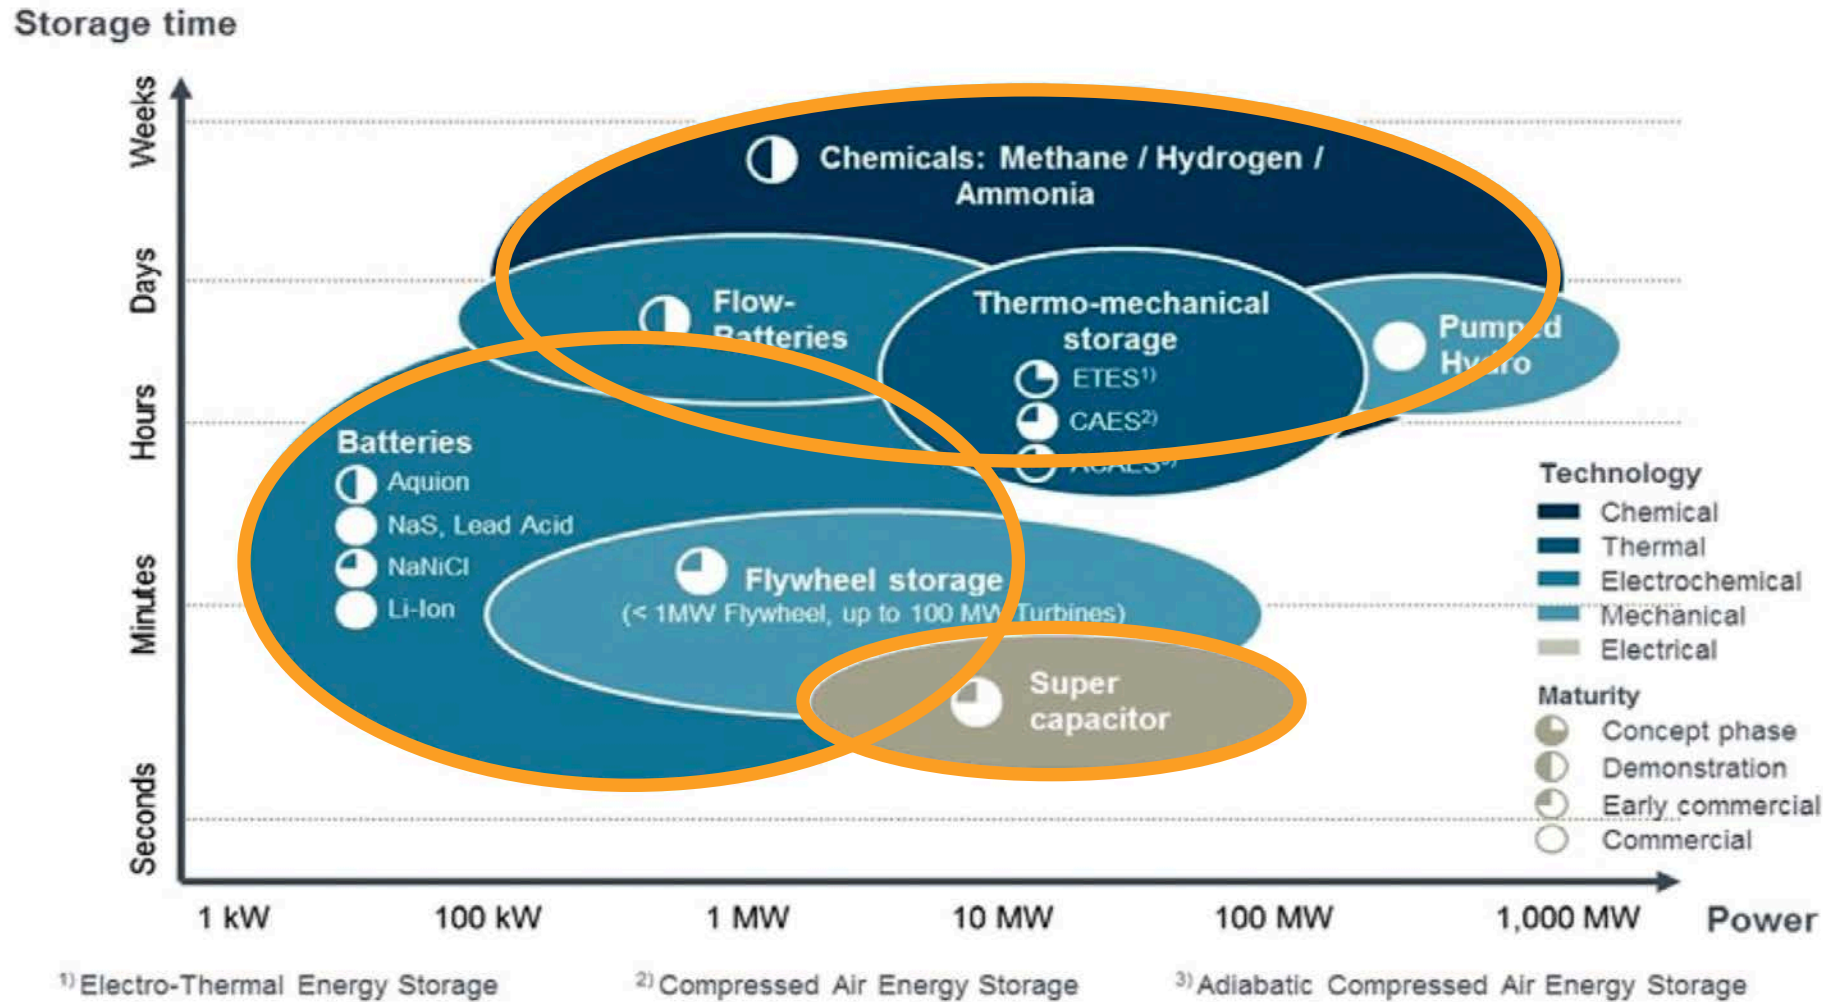 Storage time
Weeks
Days
Hours
Minutes
Seconds
Chemicals: Methane / Hydrogen /
Ammonia
Flow-
Batteries
Thermo-mechanical
storage
ETES¹⁾
CAES²⁾
ACAES³⁾
Pumped
Hydro
Batteries
Aquion
NaS, Lead Acid
NaNiCl
Li-Ion
Flywheel storage
(< 1MW Flywheel, up to 100 MW Turbines)
Super
capacitor
Technology
Chemical
Thermal
Electrochemical
Mechanical
Electrical
Maturity
Concept phase
Demonstration
Early commercial
Commercial
1 kW
100 kW
1 MW
10 MW
100 MW
1,000 MW
Power
¹⁾ Electro-Thermal Energy Storage
²⁾ Compressed Air Energy Storage
³⁾ Adiabatic Compressed Air Energy Storage